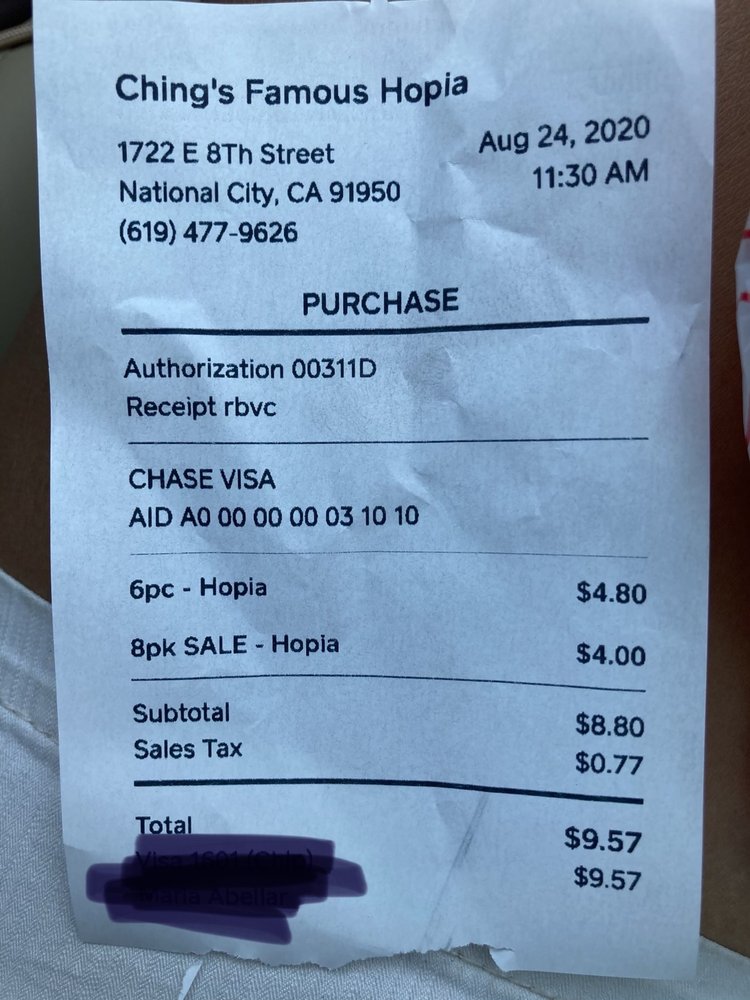 Ching's Famous Hopia
1722 E 8Th Street
National City, CA 91950
(619) 477-9626
Aug 24, 2020
11:30 AM
PURCHASE
Authorization 00311D
Receipt rbvc
CHASE VISA
AID A0 00 00 00 03 10 10
6pc - Hopia $4.80
8pk SALE - Hopia $4.00
Subtotal $8.80
Sales Tax $0.77
Total $9.57
$9.57